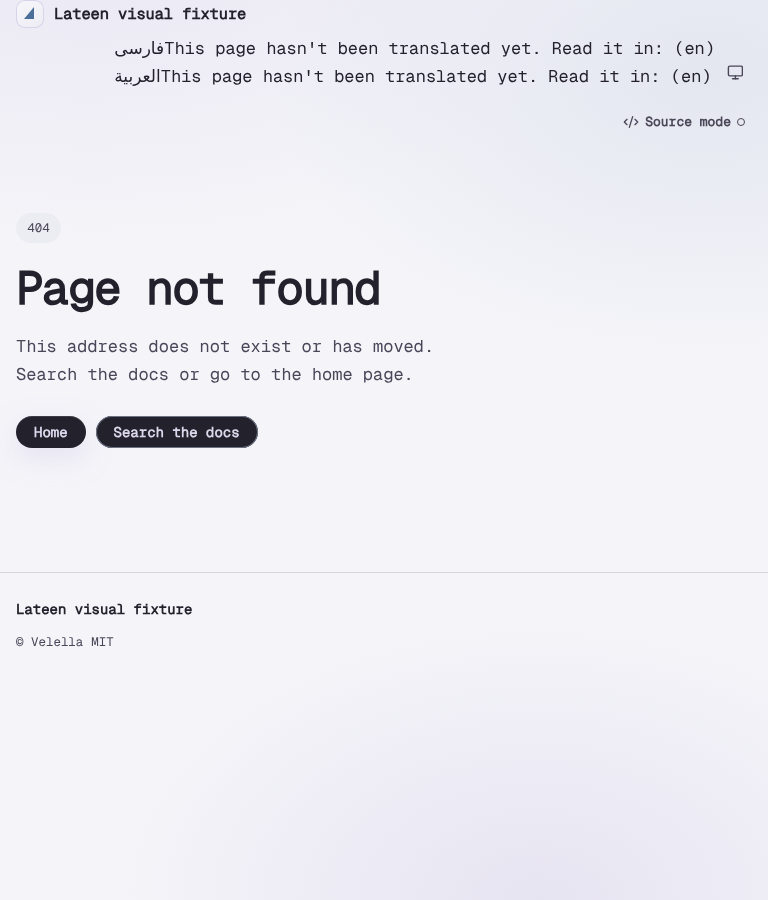 Lateen visual fixture
فارسیThis page hasn't been translated yet. Read it in: (en)
العربيةThis page hasn't been translated yet. Read it in: (en)
Source mode
404
Page not found
This address does not exist or has moved.
Search the docs or go to the home page.
Home
Search the docs
Lateen visual fixture
© Velella MIT